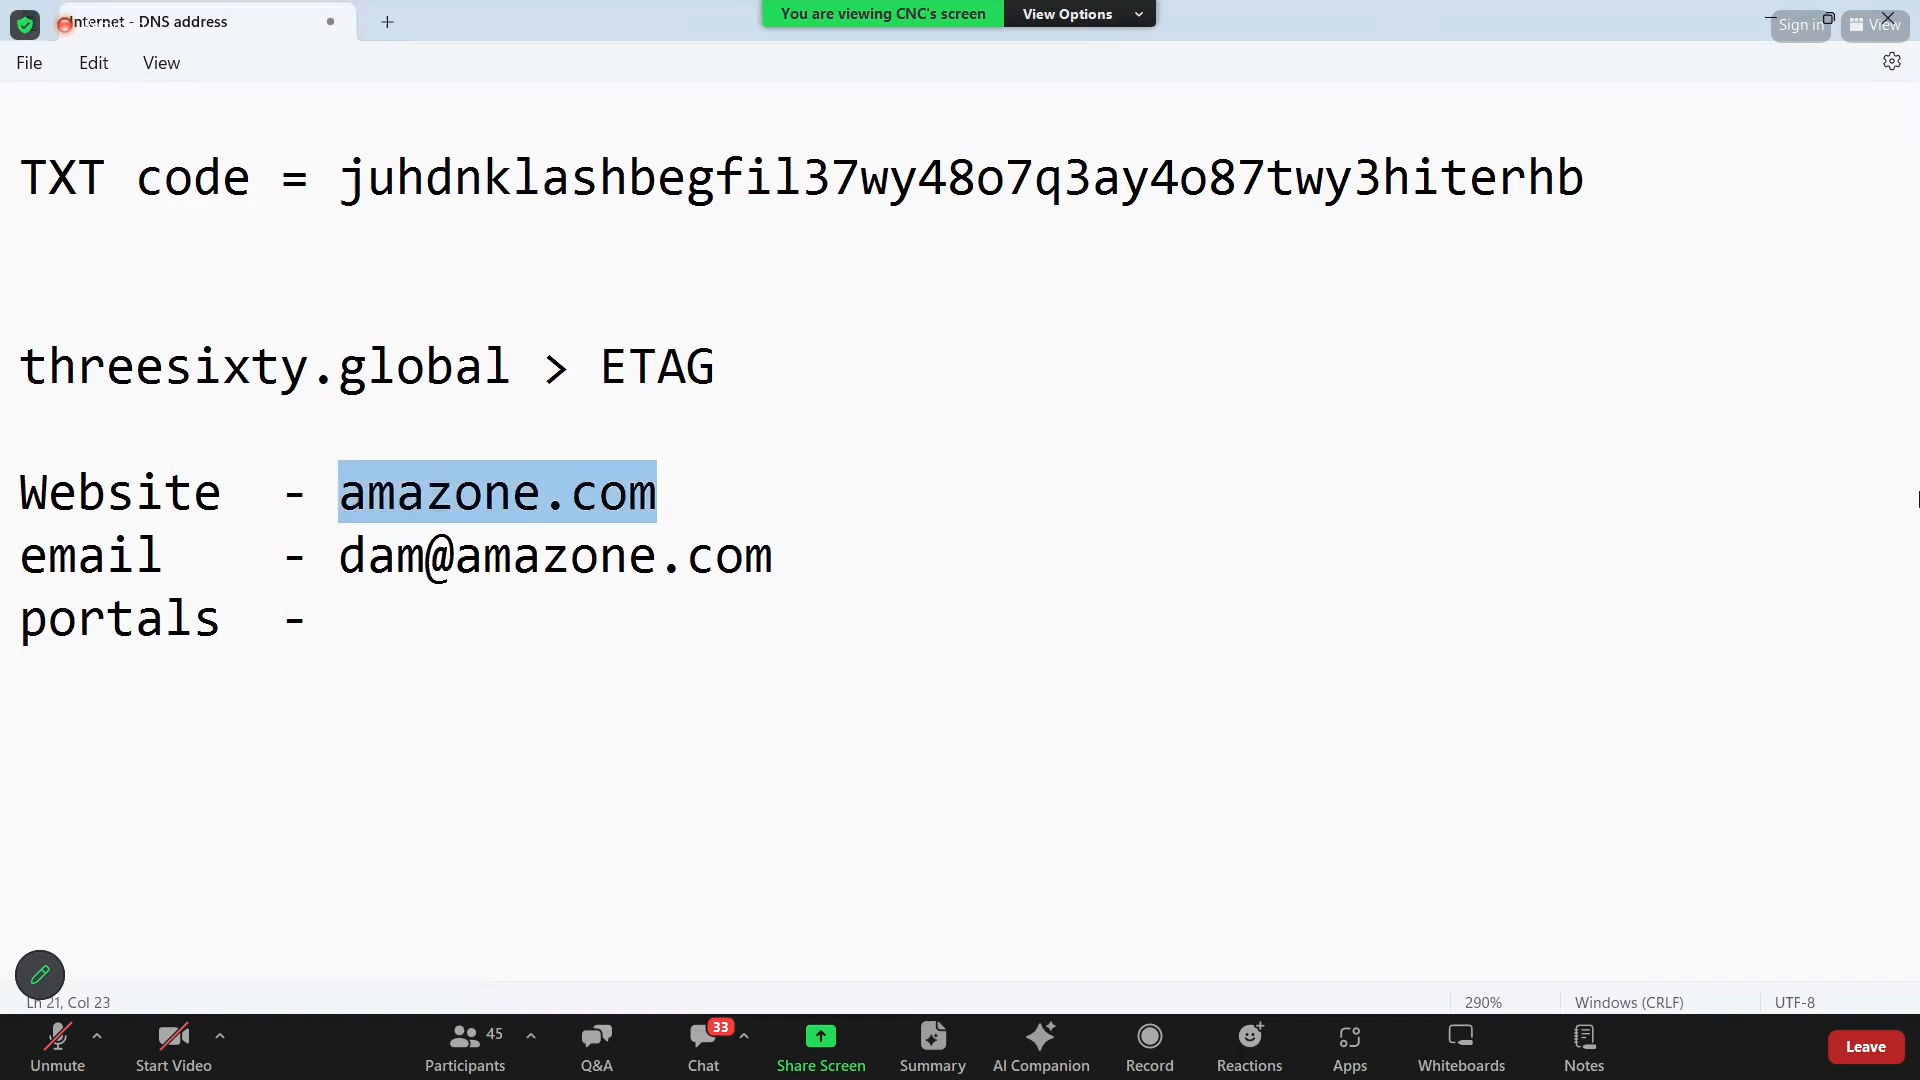 Internet - DNS address
You are viewing CNC's screen
View Options
Sign in
View
File
Edit
View
TXT code = juhdnklashbegfil37wy48o7q3ay4o87twy3hiterhb
threesixty.global > ETAG
Website - amazone.com
email - dam@amazone.com
portals -
Ln 21, Col 23
290%
Windows (CRLF)
UTF-8
Unmute
Start Video
45
Participants
Q&A
33
Chat
Share Screen
Summary
AI Companion
Record
Reactions
Apps
Whiteboards
Notes
Leave